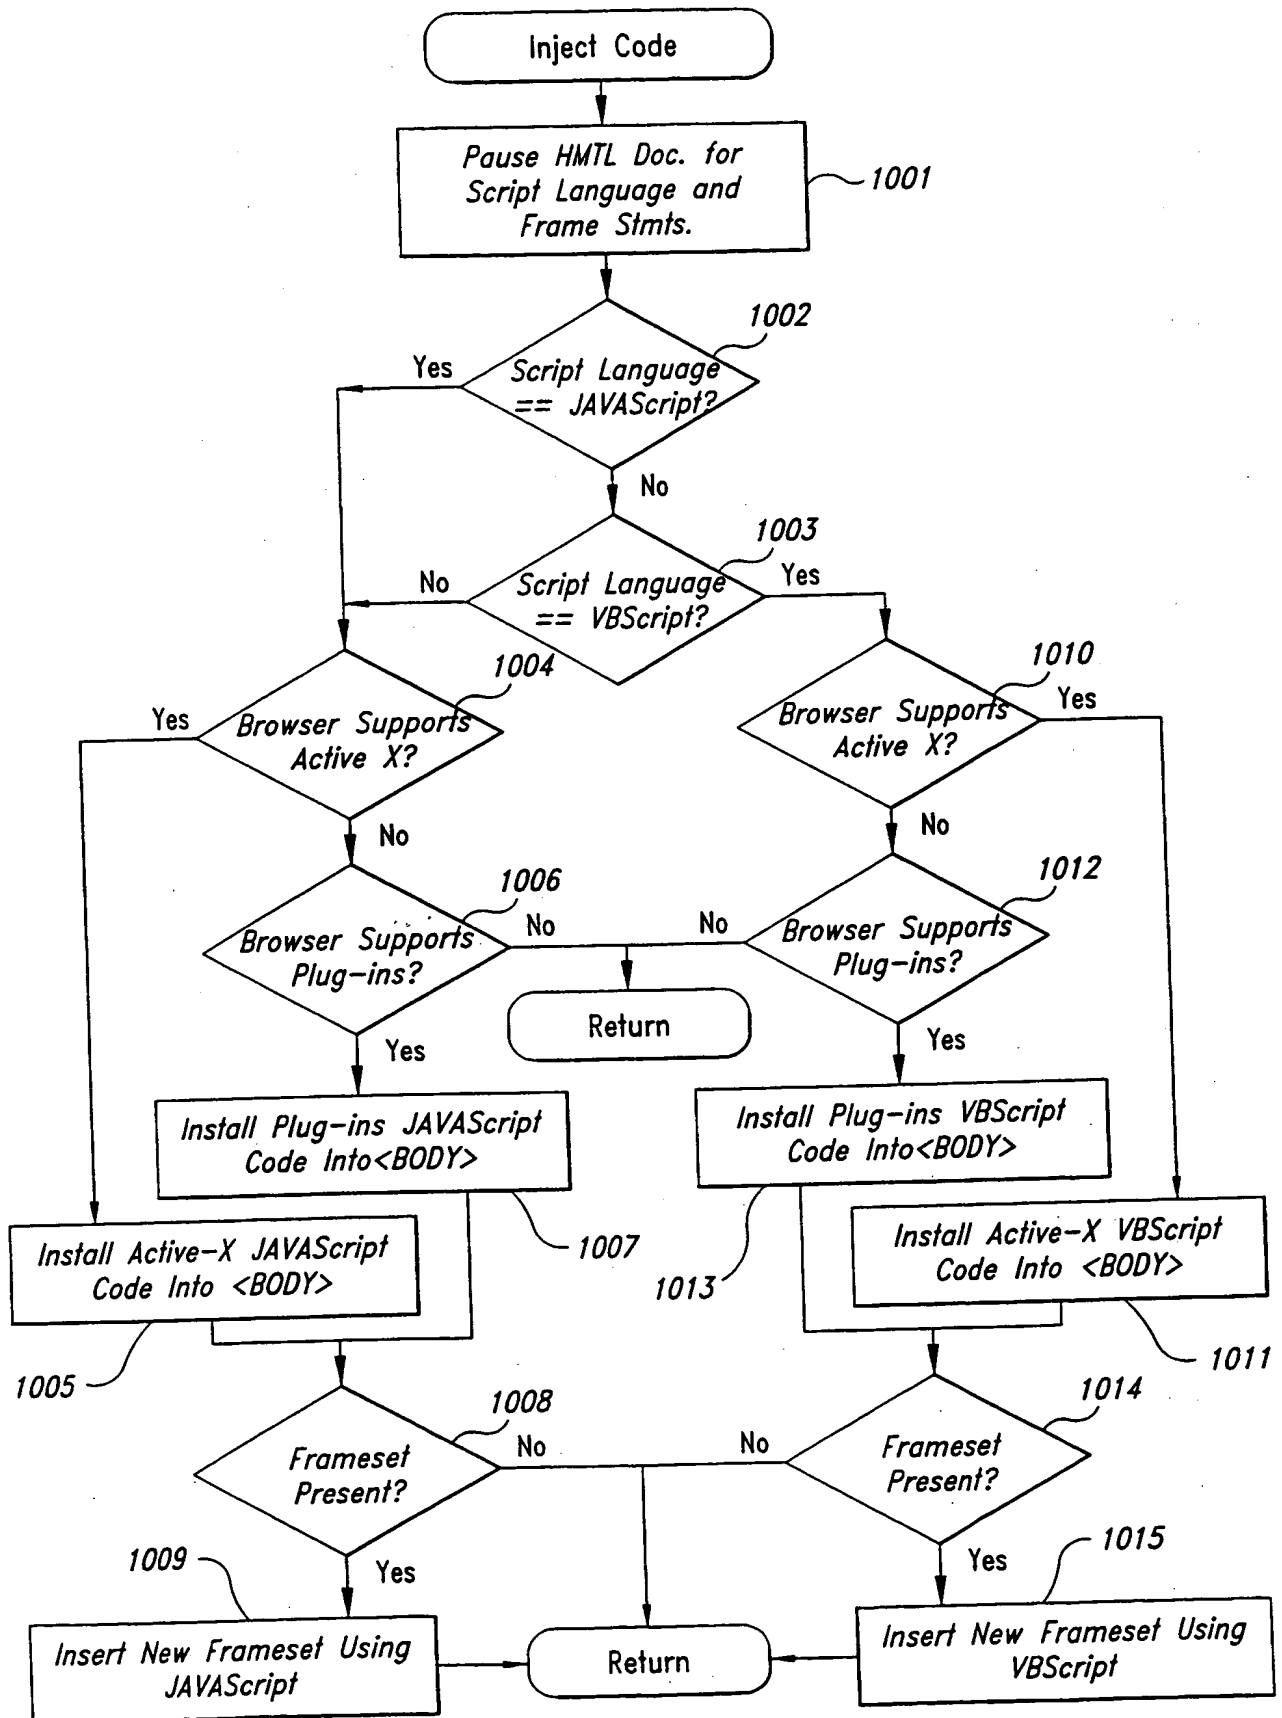 Inject Code
Pause HMTL Doc. for
Script Language and
Frame Stmts.
1001
1002
Yes
Script Language
== JAVAScript?
No
1003
No
Script Language
== VBScript?
Yes
1004
Yes
Browser Supports
Active X?
No
1010
Browser Supports
Active X?
Yes
No
1006
Browser Supports
Plug-ins?
No
Yes
1012
No
Browser Supports
Plug-ins?
Yes
Return
Install Plug-ins JAVAScript
Code Into<BODY>
1007
Install Plug-ins VBScript
Code Into<BODY>
1013
Install Active-X JAVAScript
Code Into <BODY>
1005
Install Active-X VBScript
Code Into <BODY>
1011
1008
Frameset
Present?
No
Yes
1014
No
Frameset
Present?
Yes
1009
Insert New Frameset Using
JAVAScript
Return
1015
Insert New Frameset Using
VBScript